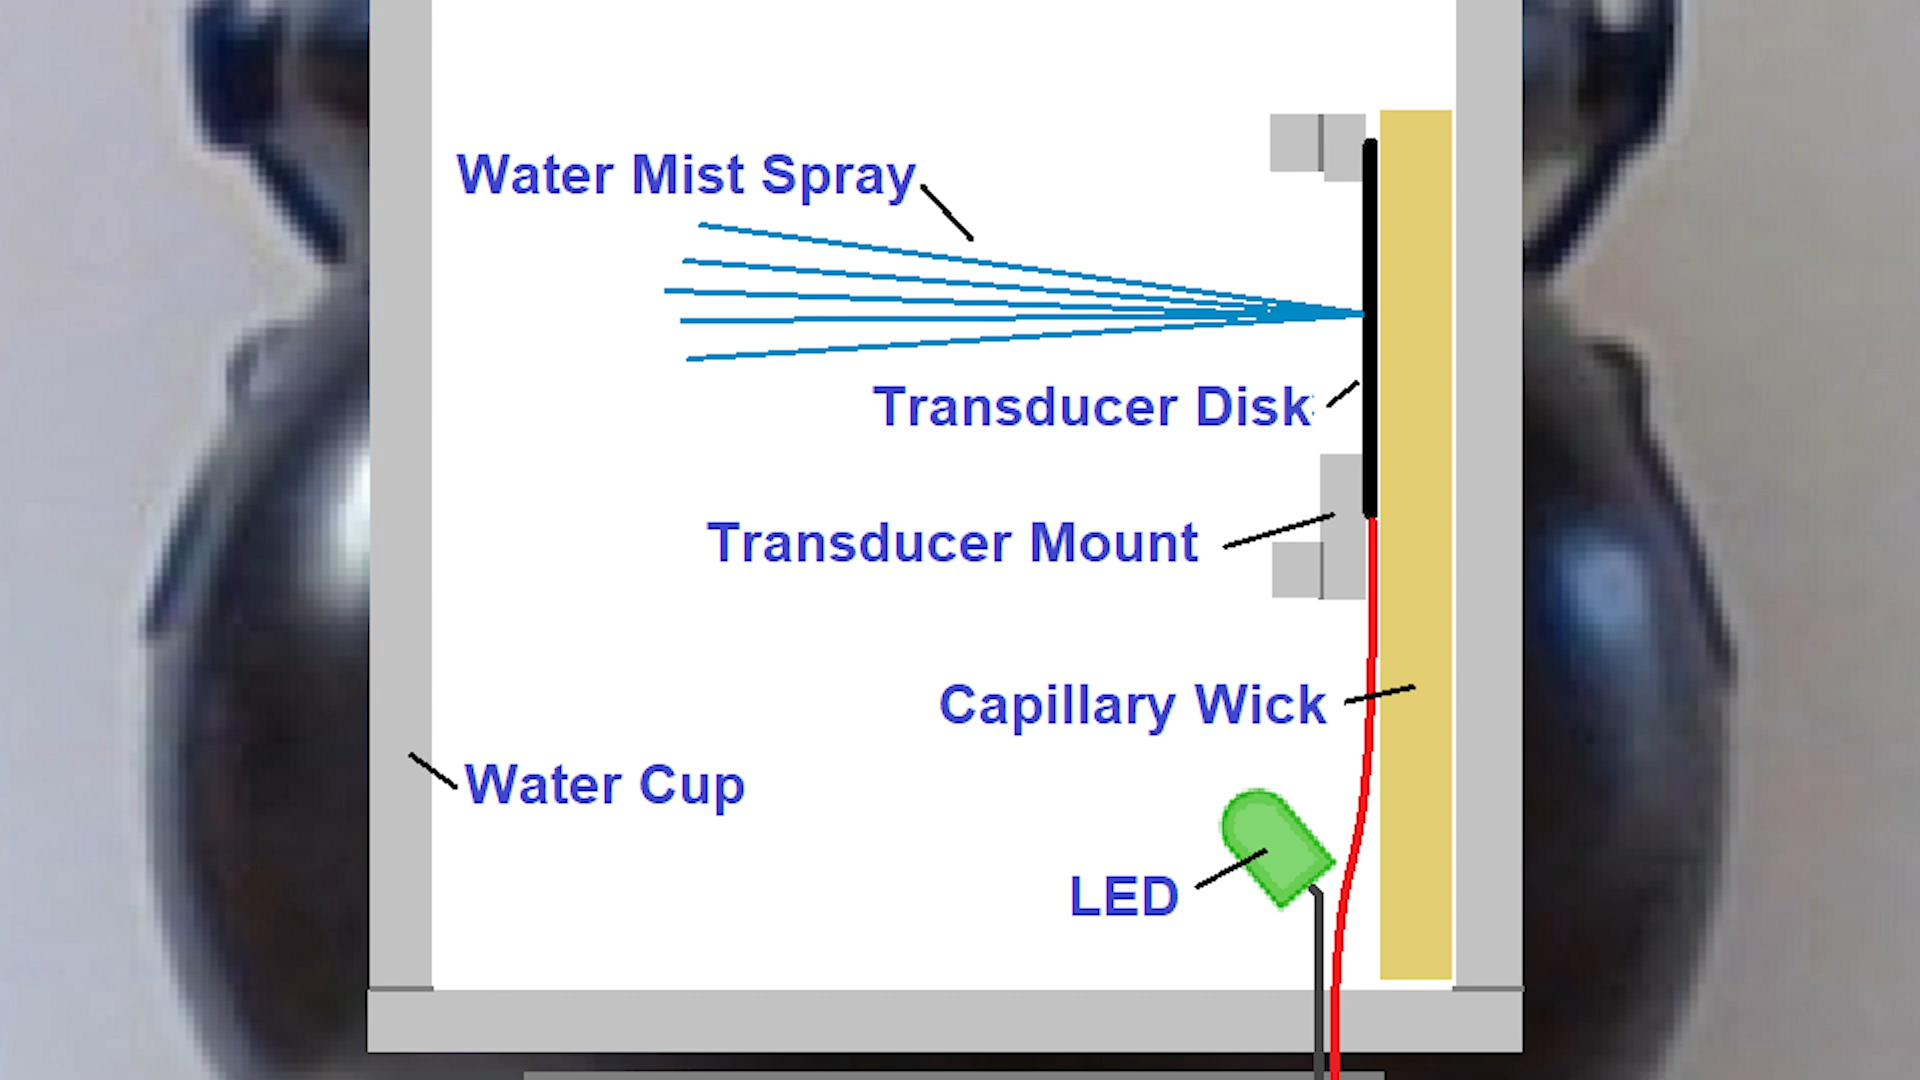 Water Mist Spray
Transducer Disk
Transducer Mount
Capillary Wick
Water Cup
LED